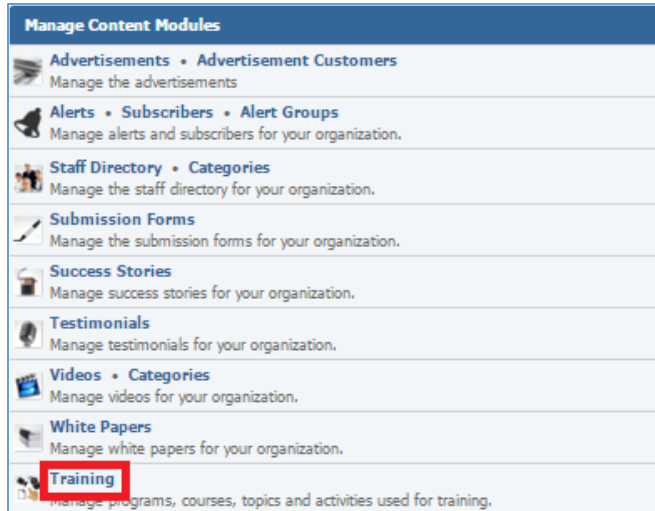 Manage Content Modules
Advertisements • Advertisement Customers
Manage the advertisements
Alerts • Subscribers • Alert Groups
Manage alerts and subscribers for your organization.
Staff Directory • Categories
Manage the staff directory for your organization.
Submission Forms
Manage the submission forms for your organization.
Success Stories
Manage success stories for your organization.
Testimonials
Manage testimonials for your organization.
Videos • Categories
Manage videos for your organization.
White Papers
Manage white papers for your organization.
Training
Manage programs, courses, topics and activities used for training.